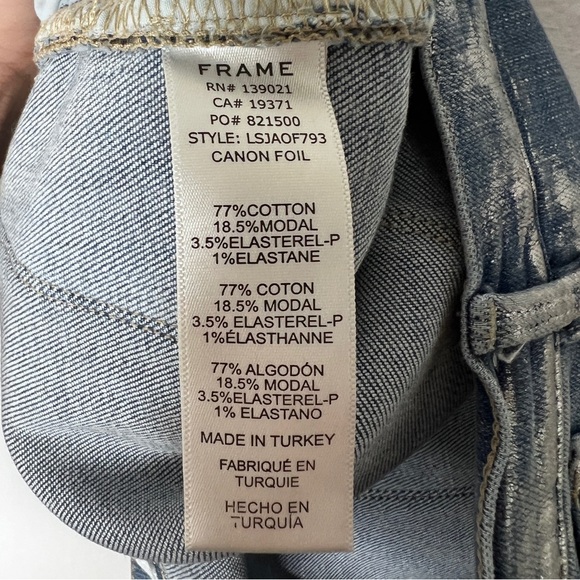 FRAME
RN# 139021
CA# 19371
PO# 821500
STYLE: LSJAOF793
CANON FOIL
77%COTTON
18.5%MODAL
3.5%ELASTEREL-P
1%ELASTANE
77% COTON
18.5% MODAL
3.5% ELASTEREL-P
1%ÉLASTHANNE
77% ALGODÓN
18.5% MODAL
3.5%ELASTEREL-P
1% ELASTANO
MADE IN TURKEY
FABRIQUÉ EN
TURQUIE
HECHO EN
TURQUÍA